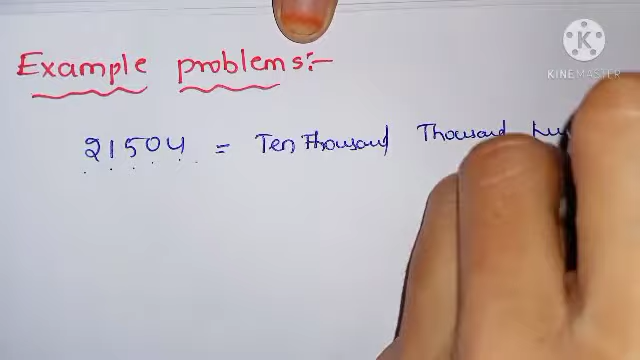 KINEMASTER
Example problems:-
21504 = Ten Thousand Thousand